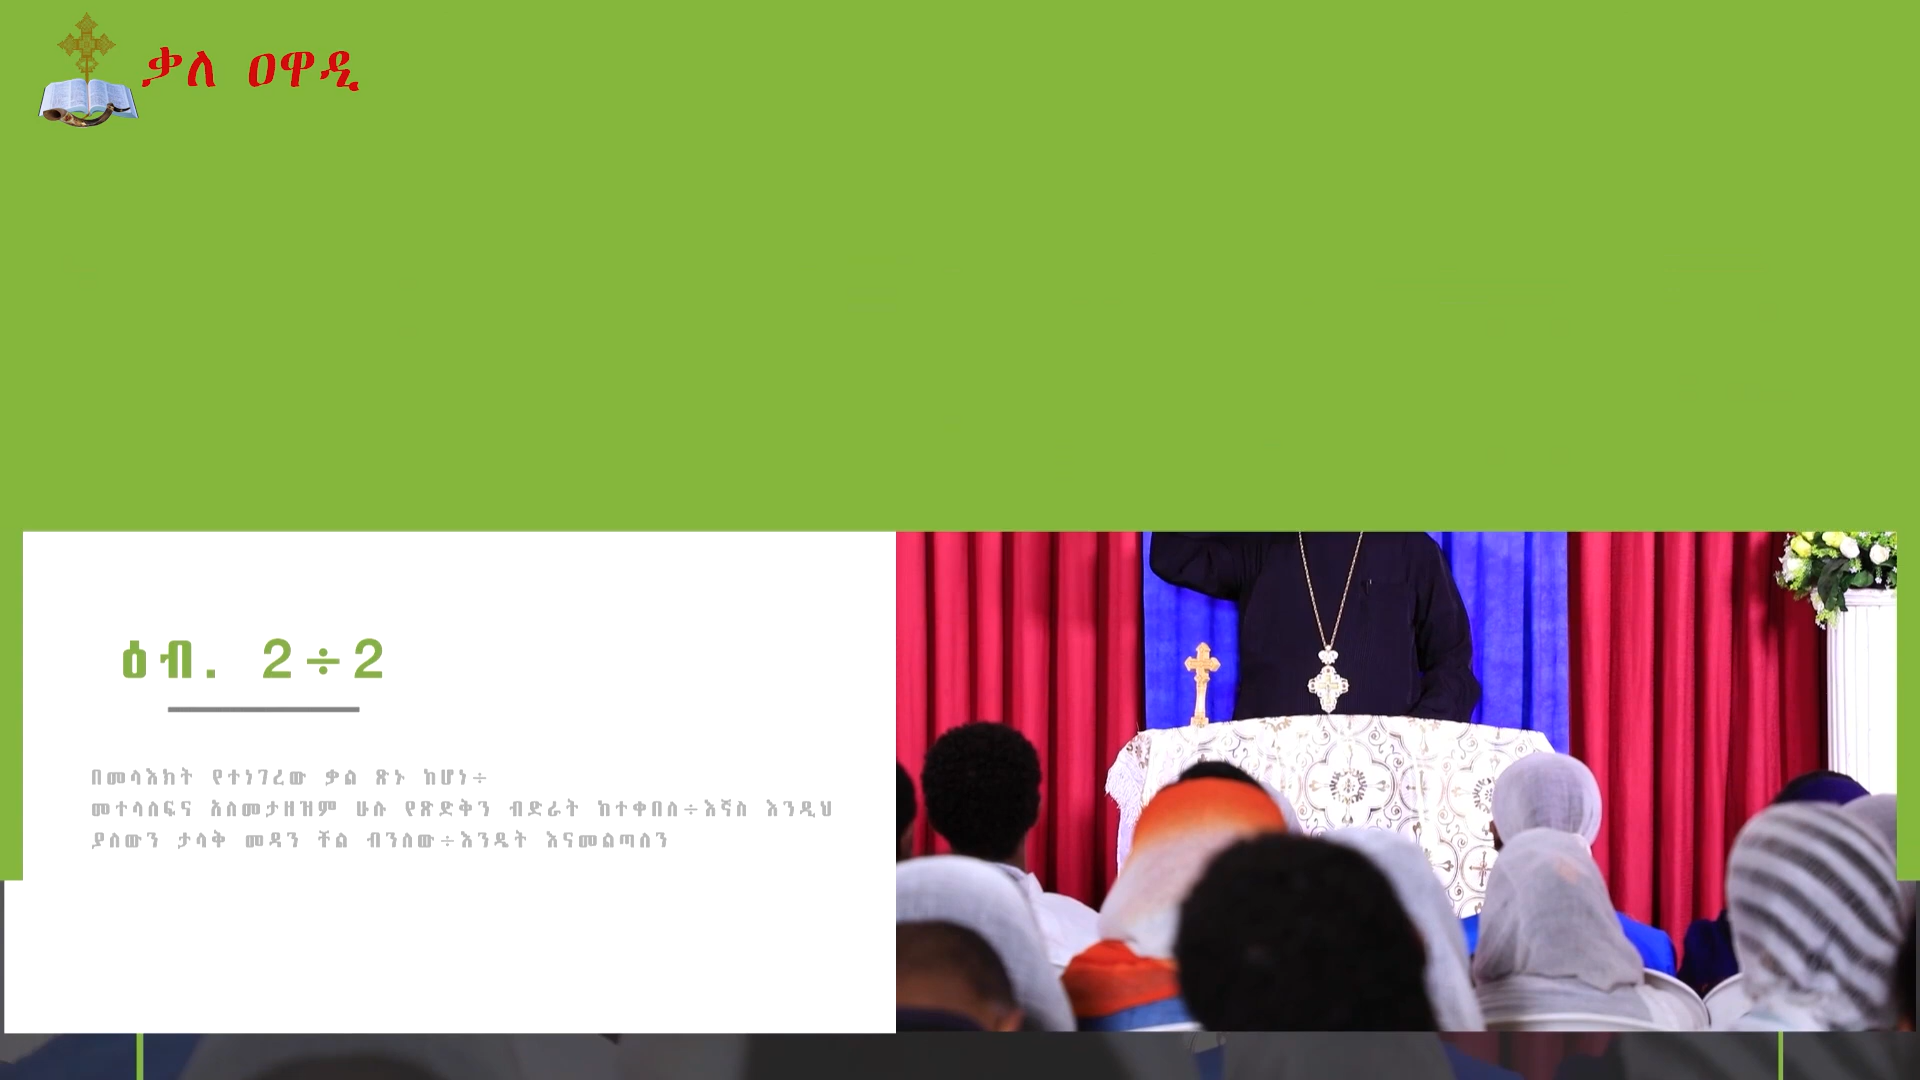 ቃለ ዐዋዲ
ዕብ. 2÷2
በመላእክት የተነገረው ቃል ጽኑ ከሆነ÷
መተላለፍና አለመታዘዝም ሁሉ የጽድቅን ብድራት ከተቀበለ÷እኛስ እንዲህ
ያለውን ታላቅ መዳን ቸል ብንለው÷እንዴት እናመልጣለን